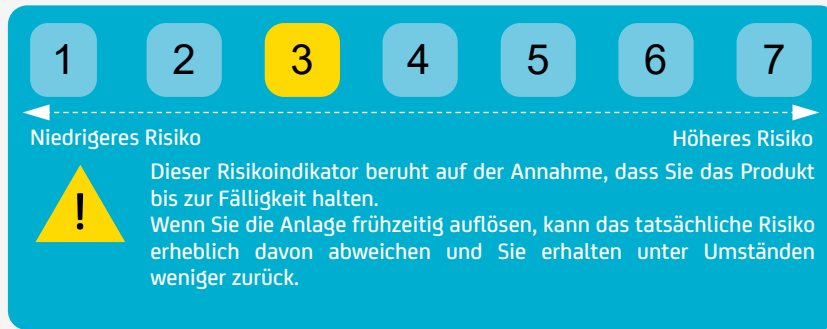 1 2 3 4 5 6 7
Niedrigeres Risiko Höheres Risiko
Dieser Risikoindikator beruht auf der Annahme, dass Sie das Produkt
! bis zur Fälligkeit halten.
Wenn Sie die Anlage frühzeitig auflösen, kann das tatsächliche Risiko
erheblich davon abweichen und Sie erhalten unter Umständen
weniger zurück.